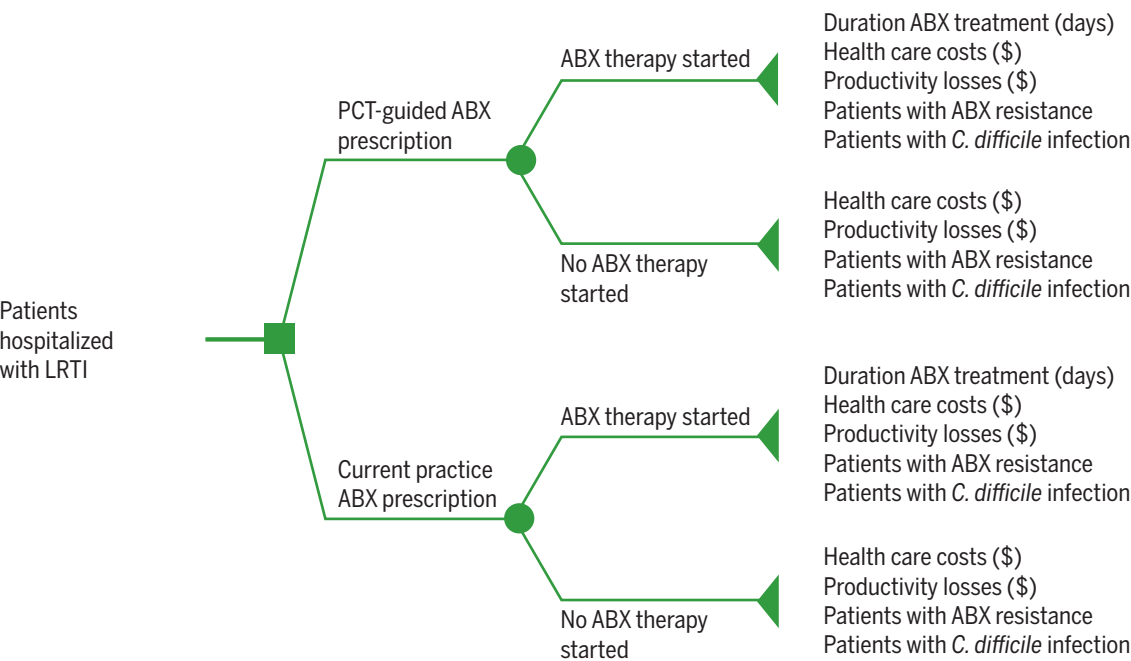 Patients
hospitalized
with LRTI
PCT-guided ABX
prescription
ABX therapy started
Duration ABX treatment (days)
Health care costs ($)
Productivity losses ($)
Patients with ABX resistance
Patients with C. difficile infection
No ABX therapy
started
Health care costs ($)
Productivity losses ($)
Patients with ABX resistance
Patients with C. difficile infection
Current practice
ABX prescription
ABX therapy started
Duration ABX treatment (days)
Health care costs ($)
Productivity losses ($)
Patients with ABX resistance
Patients with C. difficile infection
No ABX therapy
started
Health care costs ($)
Productivity losses ($)
Patients with ABX resistance
Patients with C. difficile infection